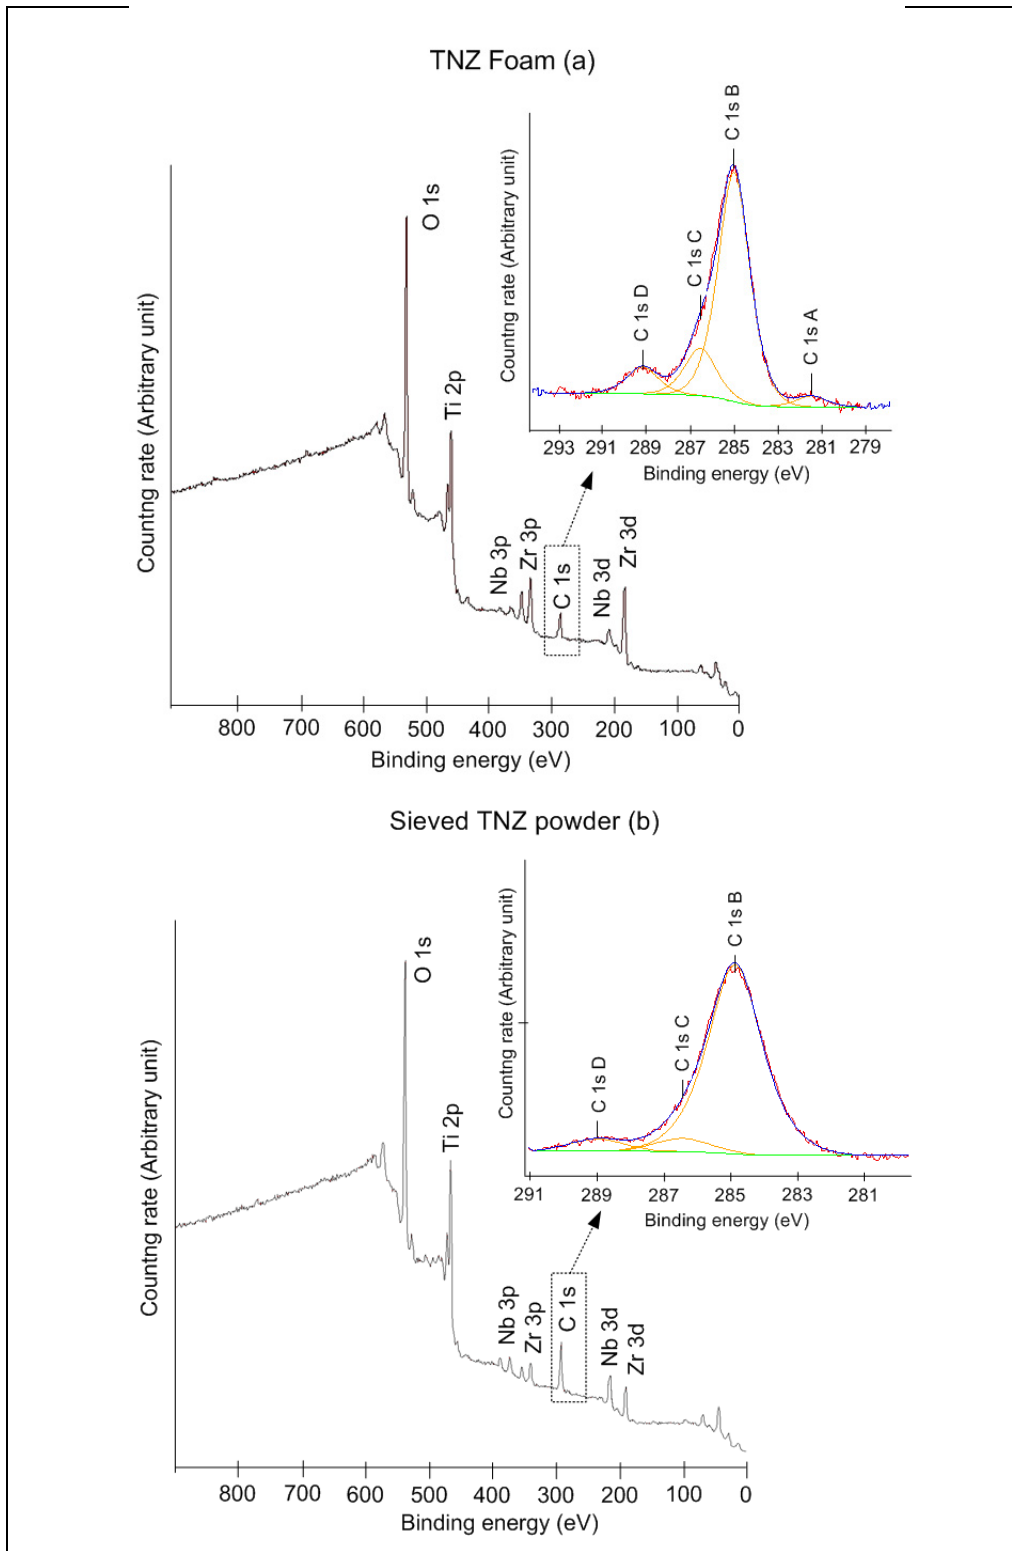 TNZ Foam (a)
Countng rate (Arbitrary unit)
O 1s
Ti 2p
Nb 3p
Zr 3p
C 1s
Nb 3d
Zr 3d
800 700 600 500 400 300 200 100 0
Binding energy (eV)
Countng rate (Arbitrary unit)
C 1s D
C 1s C
C 1s B
C 1s A
293 291 289 287 285 283 281 279
Binding energy (eV)
Sieved TNZ powder (b)
Countng rate (Arbitrary unit)
O 1s
Ti 2p
Nb 3p
Zr 3p
C 1s
Nb 3d
Zr 3d
800 700 600 500 400 300 200 100 0
Binding energy (eV)
Countng rate (Arbitrary unit)
C 1s D
C 1s C
C 1s B
291 289 287 285 283 281
Binding energy (eV)